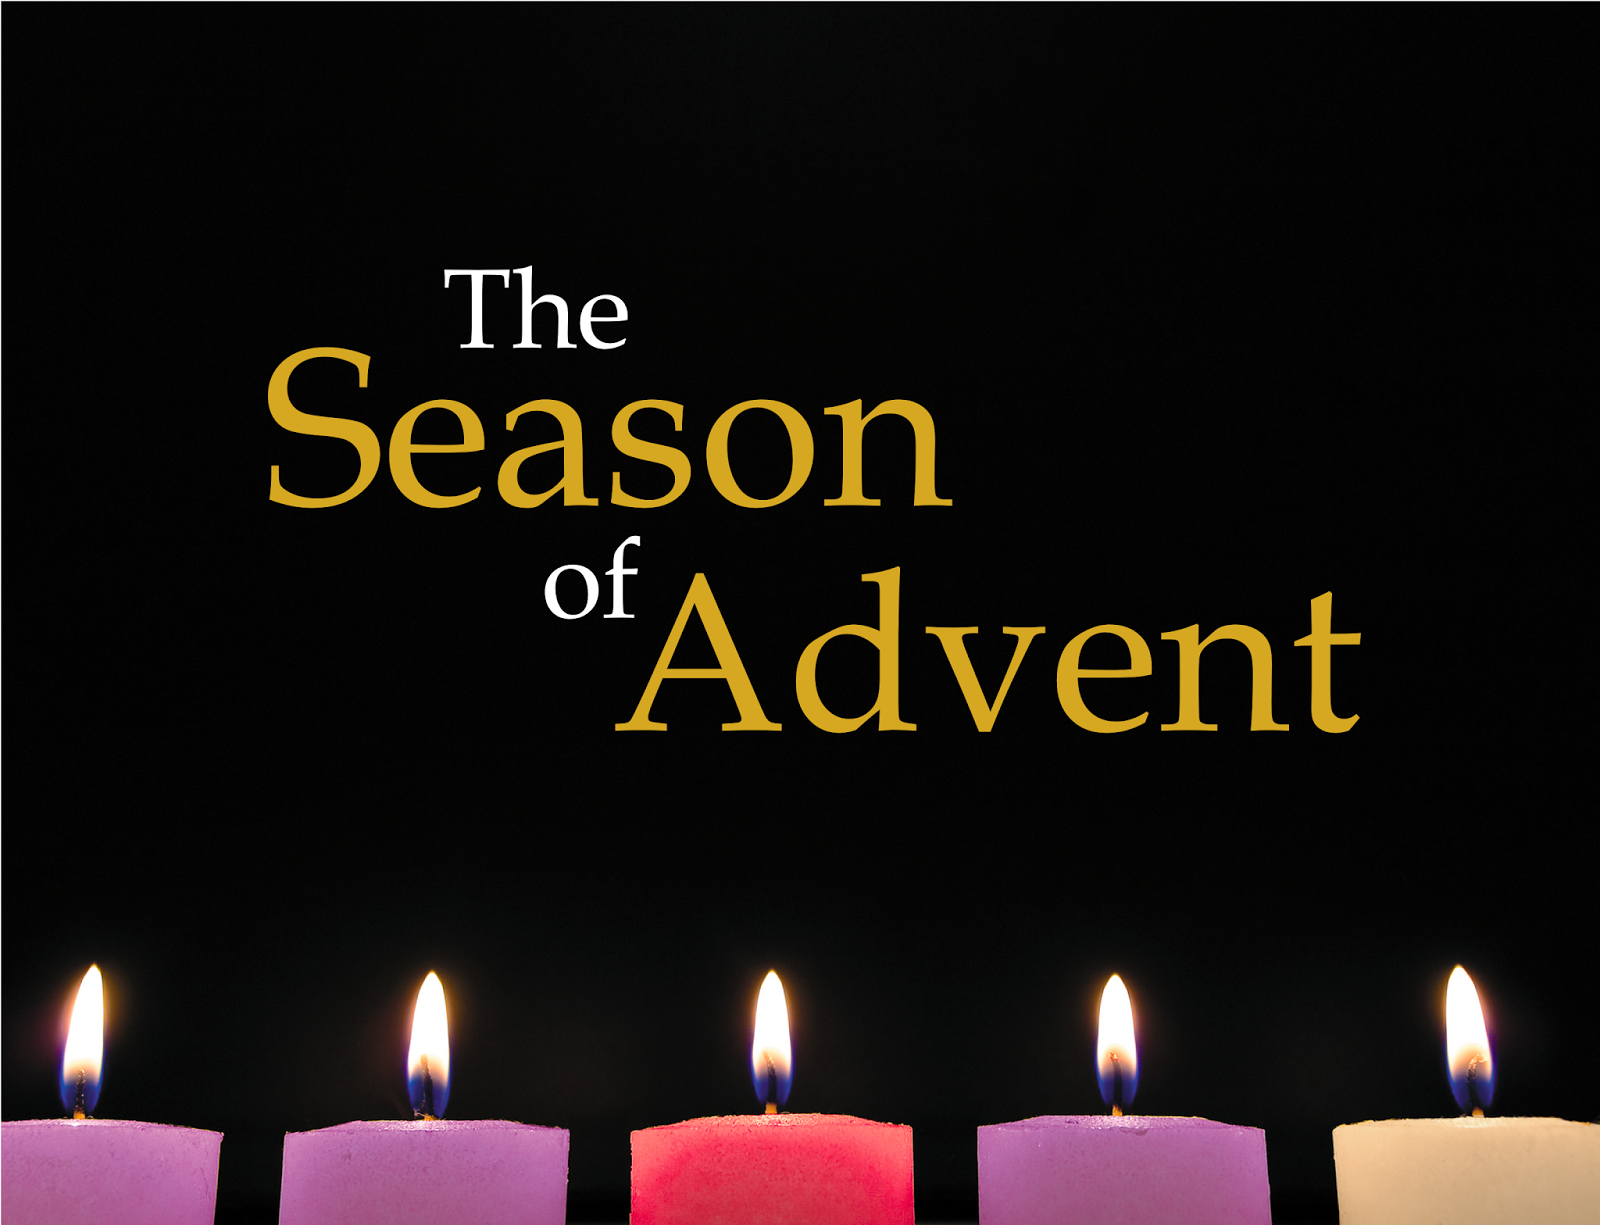 The
Season
of Advent